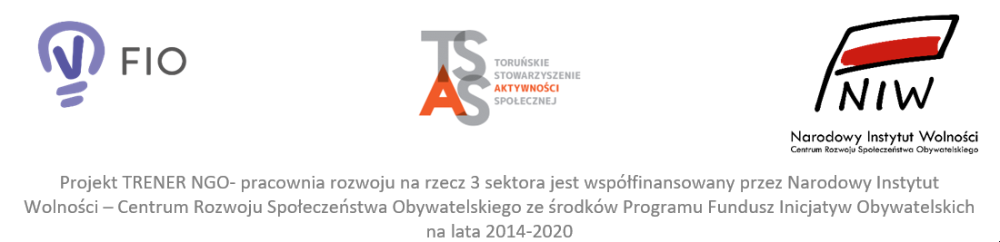 FIO
TSAS
TORUŃSKIE
STOWARZYSZENIE
AKTYWNOŚCI
SPOŁECZNEJ
NIW
Narodowy Instytut Wolności
Centrum Rozwoju Społeczeństwa Obywatelskiego
Projekt TRENER NGO- pracownia rozwoju na rzecz 3 sektora jest współfinansowany przez Narodowy Instytut
Wolności – Centrum Rozwoju Społeczeństwa Obywatelskiego ze środków Programu Fundusz Inicjatyw Obywatelskich
na lata 2014-2020